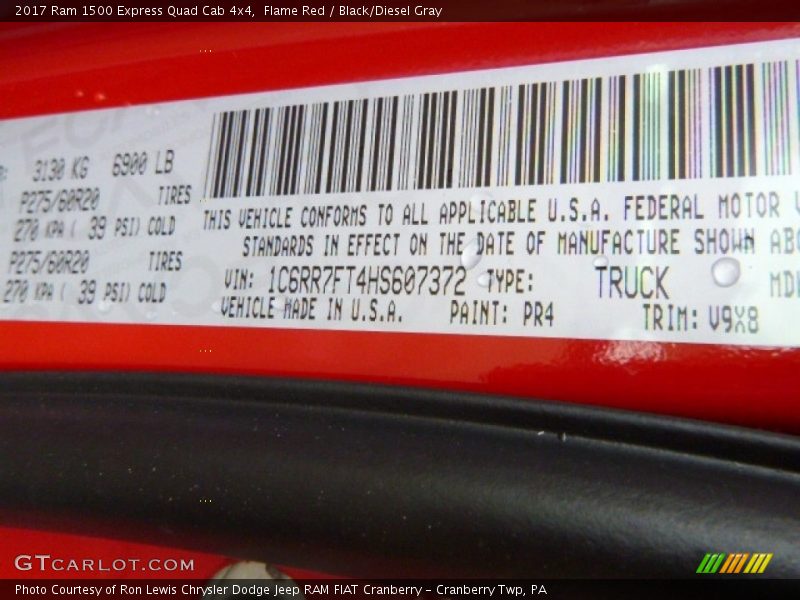 2017 Ram 1500 Express Quad Cab 4x4, Flame Red / Black/Diesel Gray
3130 KG 6900 LB
P275/60R20 TIRES
270 KPA ( 39 PSI) COLD
P275/60R20 TIRES
270 KPA ( 39 PSI) COLD
THIS VEHICLE CONFORMS TO ALL APPLICABLE U.S.A. FEDERAL MOTOR
STANDARDS IN EFFECT ON THE DATE OF MANUFACTURE SHOWN
VIN: 1C6RR7FT4HS607372 TYPE: TRUCK
VEHICLE MADE IN U.S.A. PAINT: PR4 TRIM: V9X8
GTCARLOT.COM
Photo Courtesy of Ron Lewis Chrysler Dodge Jeep RAM FIAT Cranberry – Cranberry Twp, PA